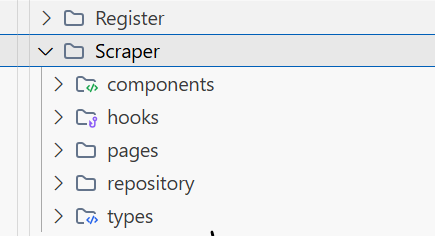 Register
Scraper
components
hooks
pages
repository
types